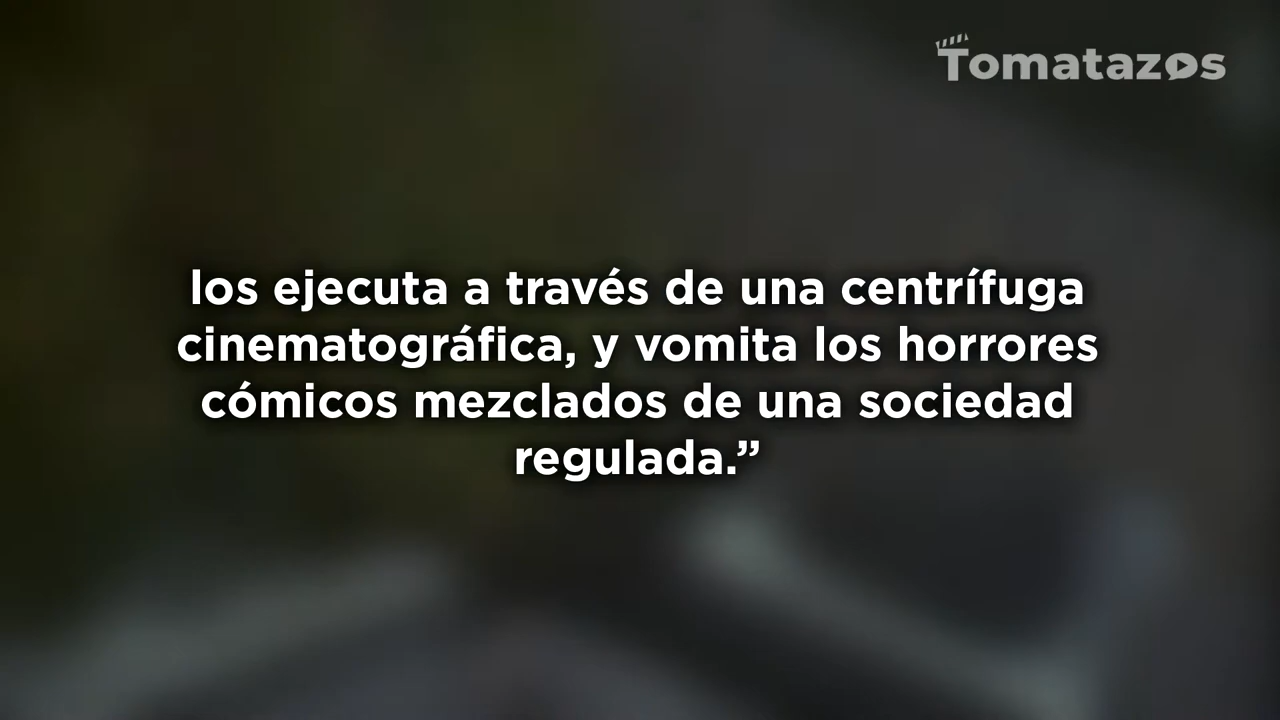 Tomatazos
los ejecuta a través de una centrífuga
cinematográfica, y vomita los horrores
cómicos mezclados de una sociedad
regulada.”